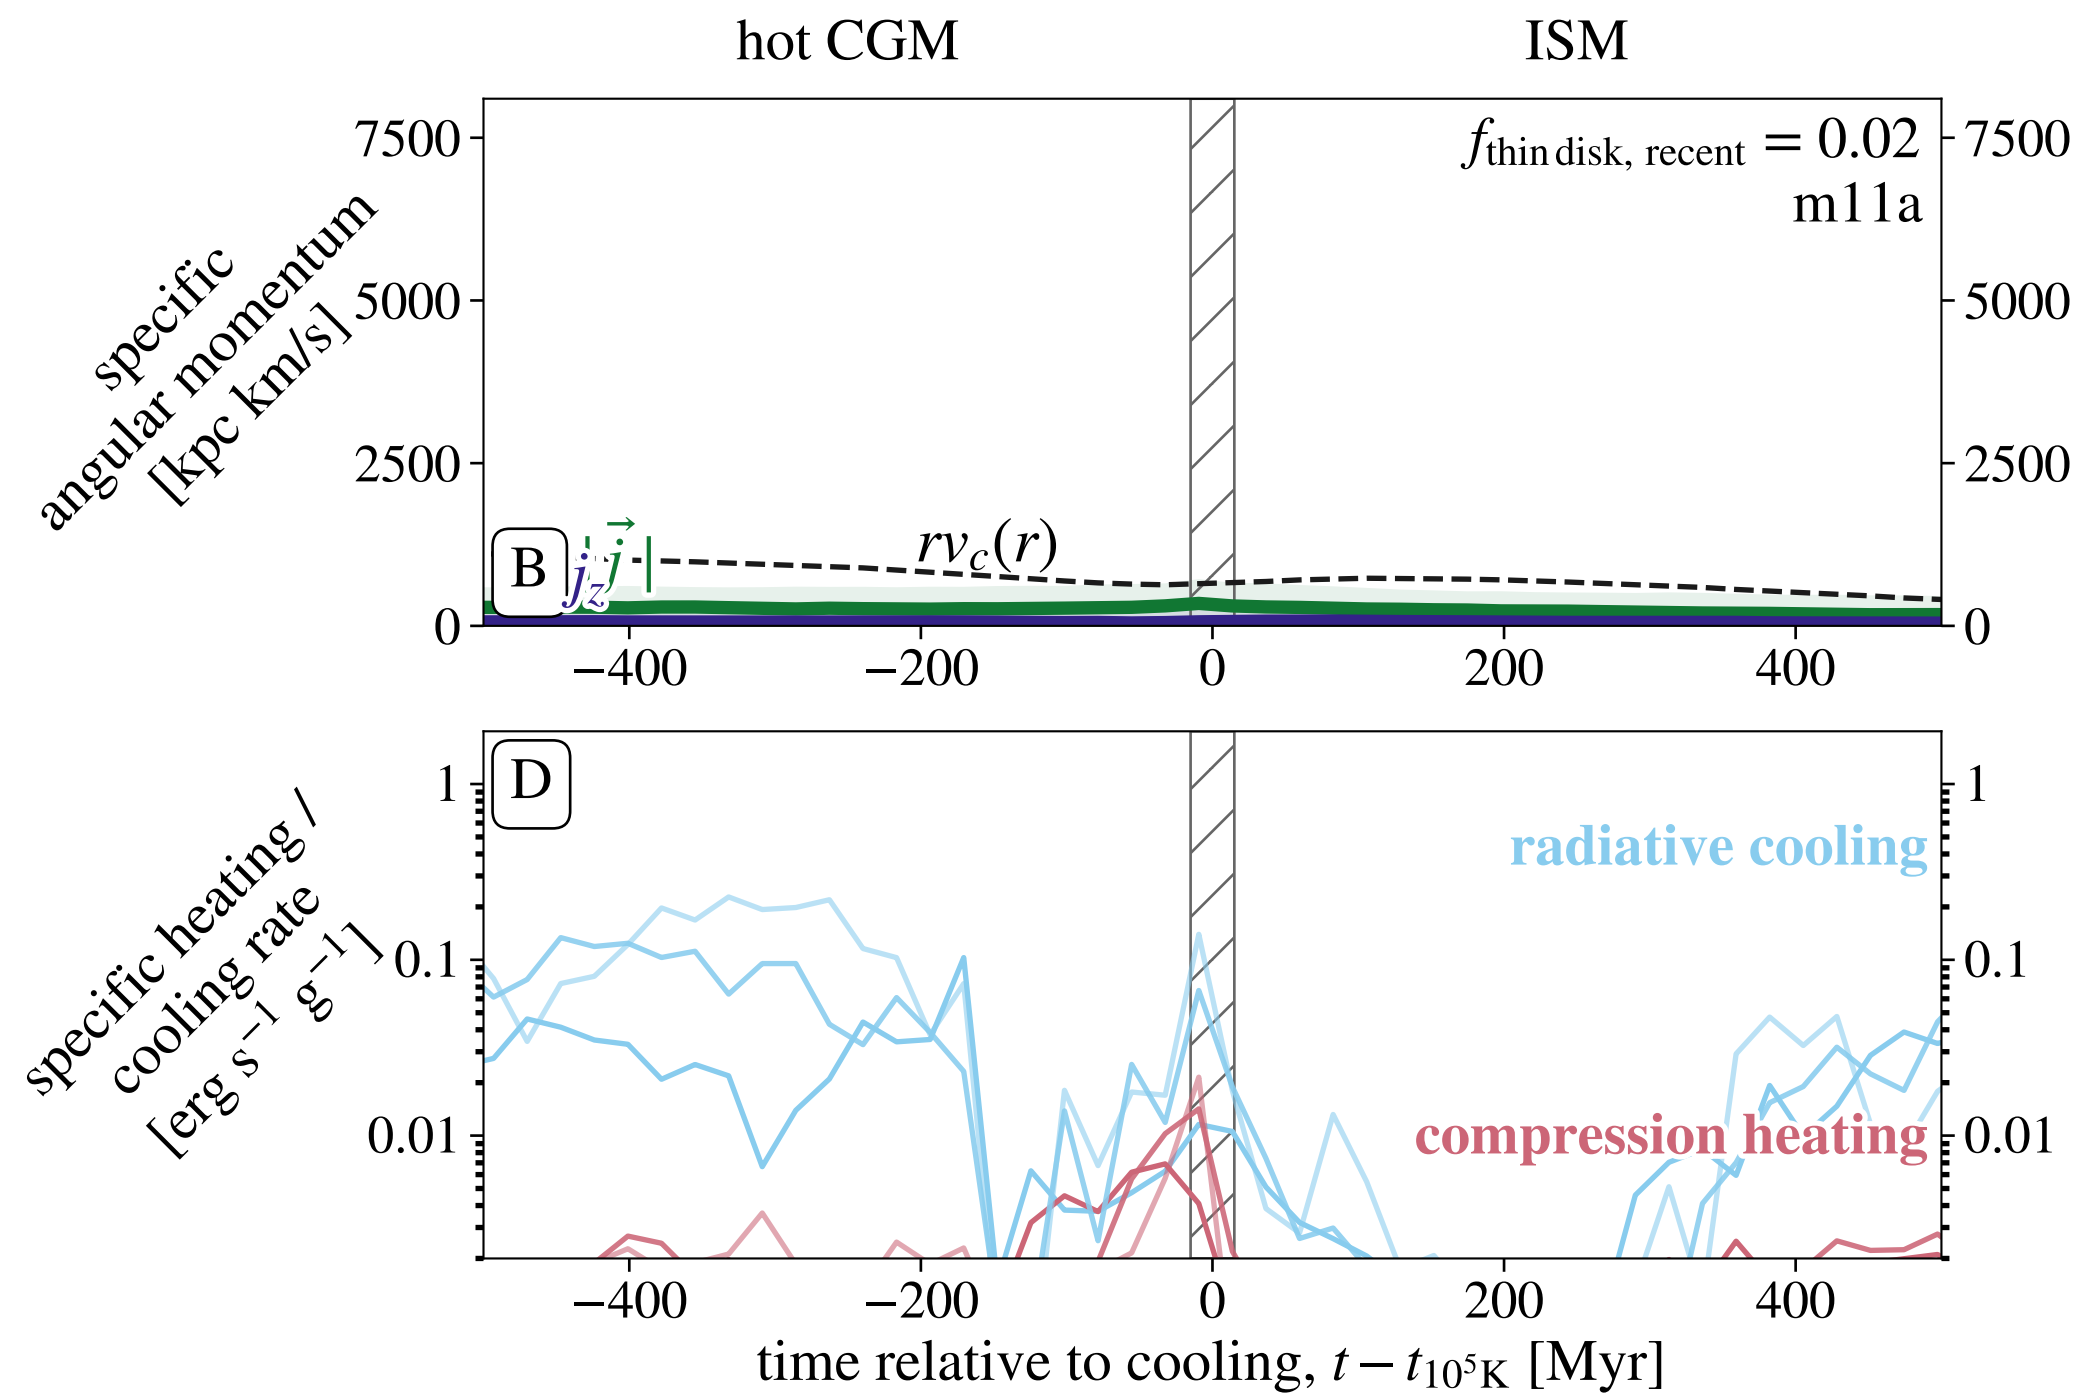 hot CGM ISM
7500 f_thin disk, recent = 0.02 7500
m11a
specific
angular momentum
[kpc km/s]
5000 5000
2500 2500
B j_z |j⃗| rv_c(r)
0 0
−400 −200 0 200 400
D
1 1
radiative cooling
specific heating /
cooling rate
[erg s⁻¹ g⁻¹]
0.1 0.1
0.01 compression heating 0.01
−400 −200 0 200 400
time relative to cooling, t − t_10⁵K [Myr]